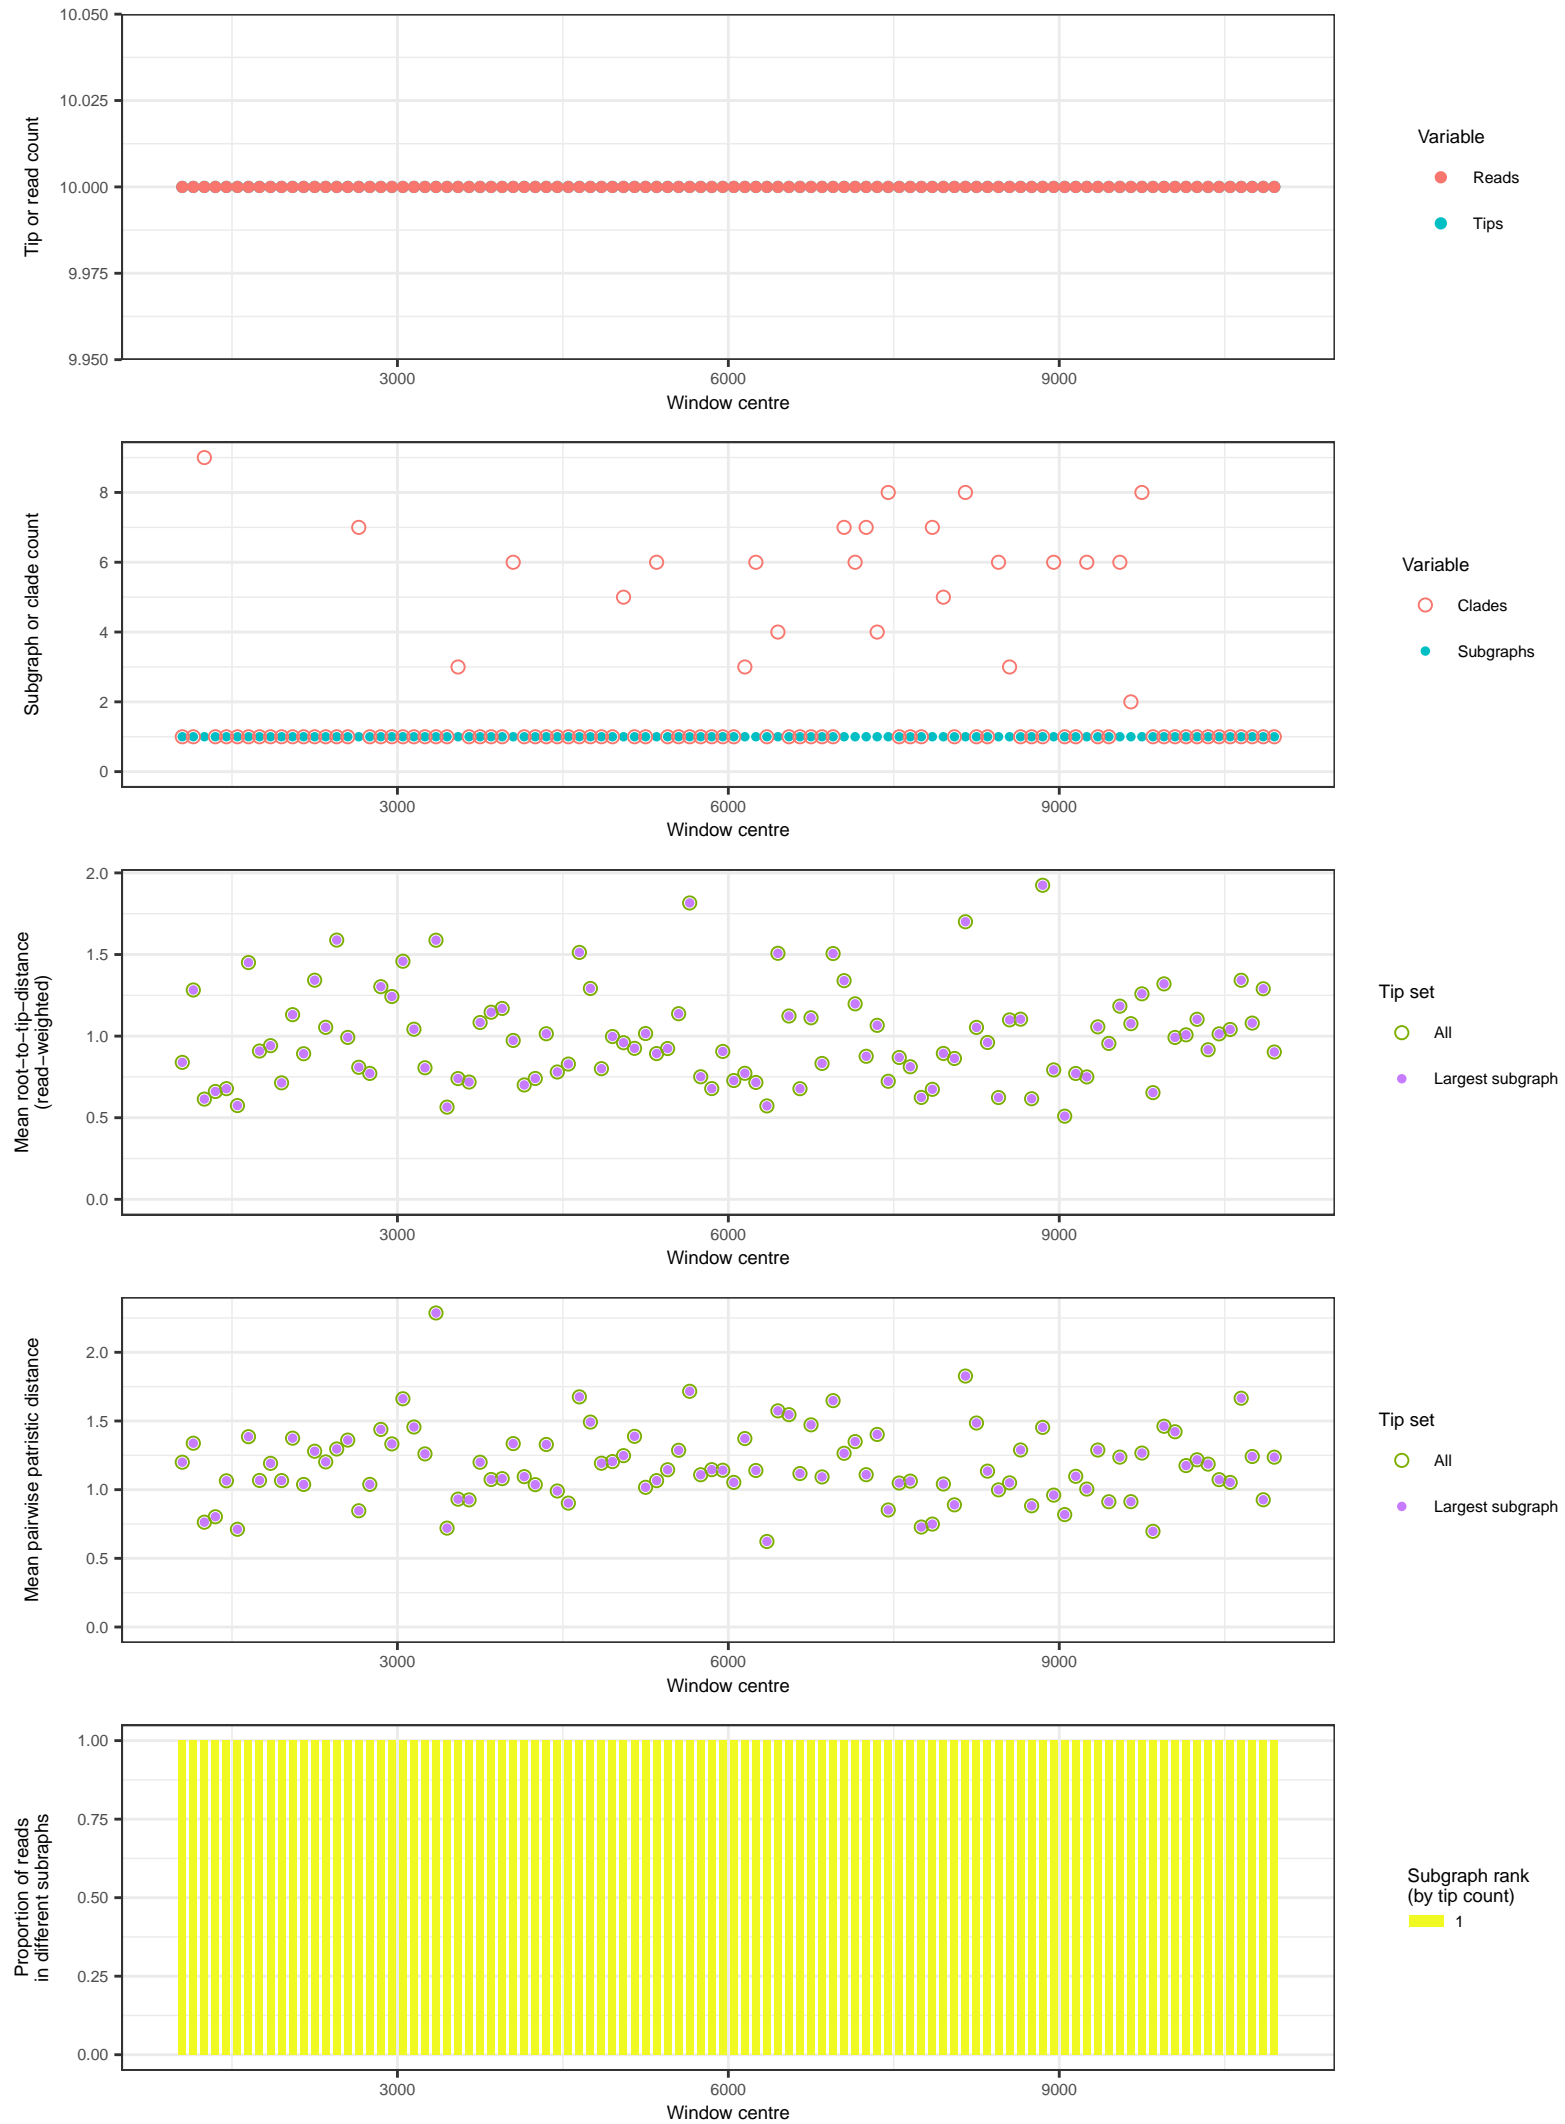 10.050
10.025
10.000
9.975
9.950
Tip or read count
3000
6000
9000
Window centre
Variable
Reads
Tips
8
6
4
2
0
Subgraph or clade count
3000
6000
9000
Window centre
Variable
Clades
Subgraphs
2.0
1.5
1.0
0.5
0.0
Mean root−to−tip−distance
(read−weighted)
3000
6000
9000
Window centre
Tip set
All
Largest subgraph
2.0
1.5
1.0
0.5
0.0
Mean pairwise patristic distance
3000
6000
9000
Window centre
Tip set
All
Largest subgraph
1.00
0.75
0.50
0.25
0.00
Proportion of reads
in different subraphs
3000
6000
9000
Window centre
Subgraph rank
(by tip count)
1